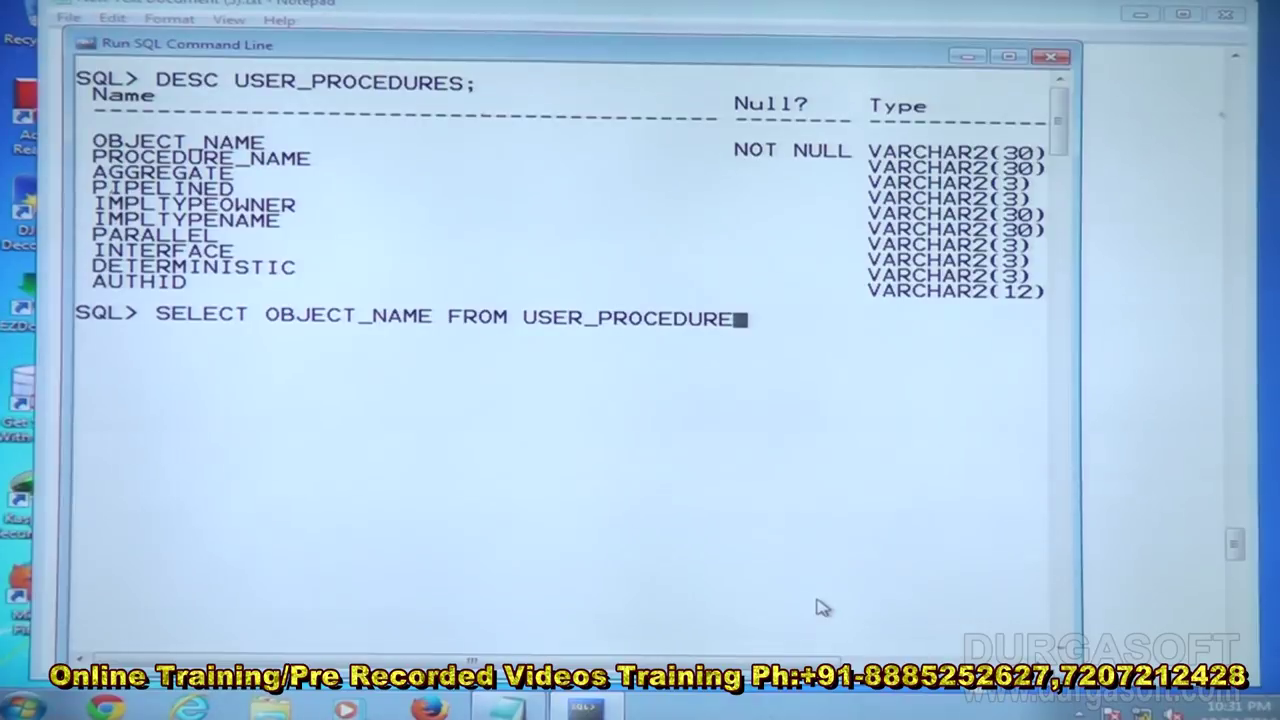 File Edit Format View Help
Run SQL Command Line
SQL> DESC USER_PROCEDURES;
Name Null? Type
OBJECT_NAME NOT NULL VARCHAR2(30)
PROCEDURE_NAME VARCHAR2(30)
AGGREGATE VARCHAR2(3)
PIPELINED VARCHAR2(3)
IMPLTYPEOWNER VARCHAR2(30)
IMPLTYPENAME VARCHAR2(30)
PARALLEL VARCHAR2(3)
INTERFACE VARCHAR2(3)
DETERMINISTIC VARCHAR2(3)
AUTHID VARCHAR2(12)
SQL> SELECT OBJECT_NAME FROM USER_PROCEDURE
DURGASOFT
Online Training/Pre Recorded Videos Training Ph:+91-8885252627,7207212428
www.durgasoft.com
10:31 PM